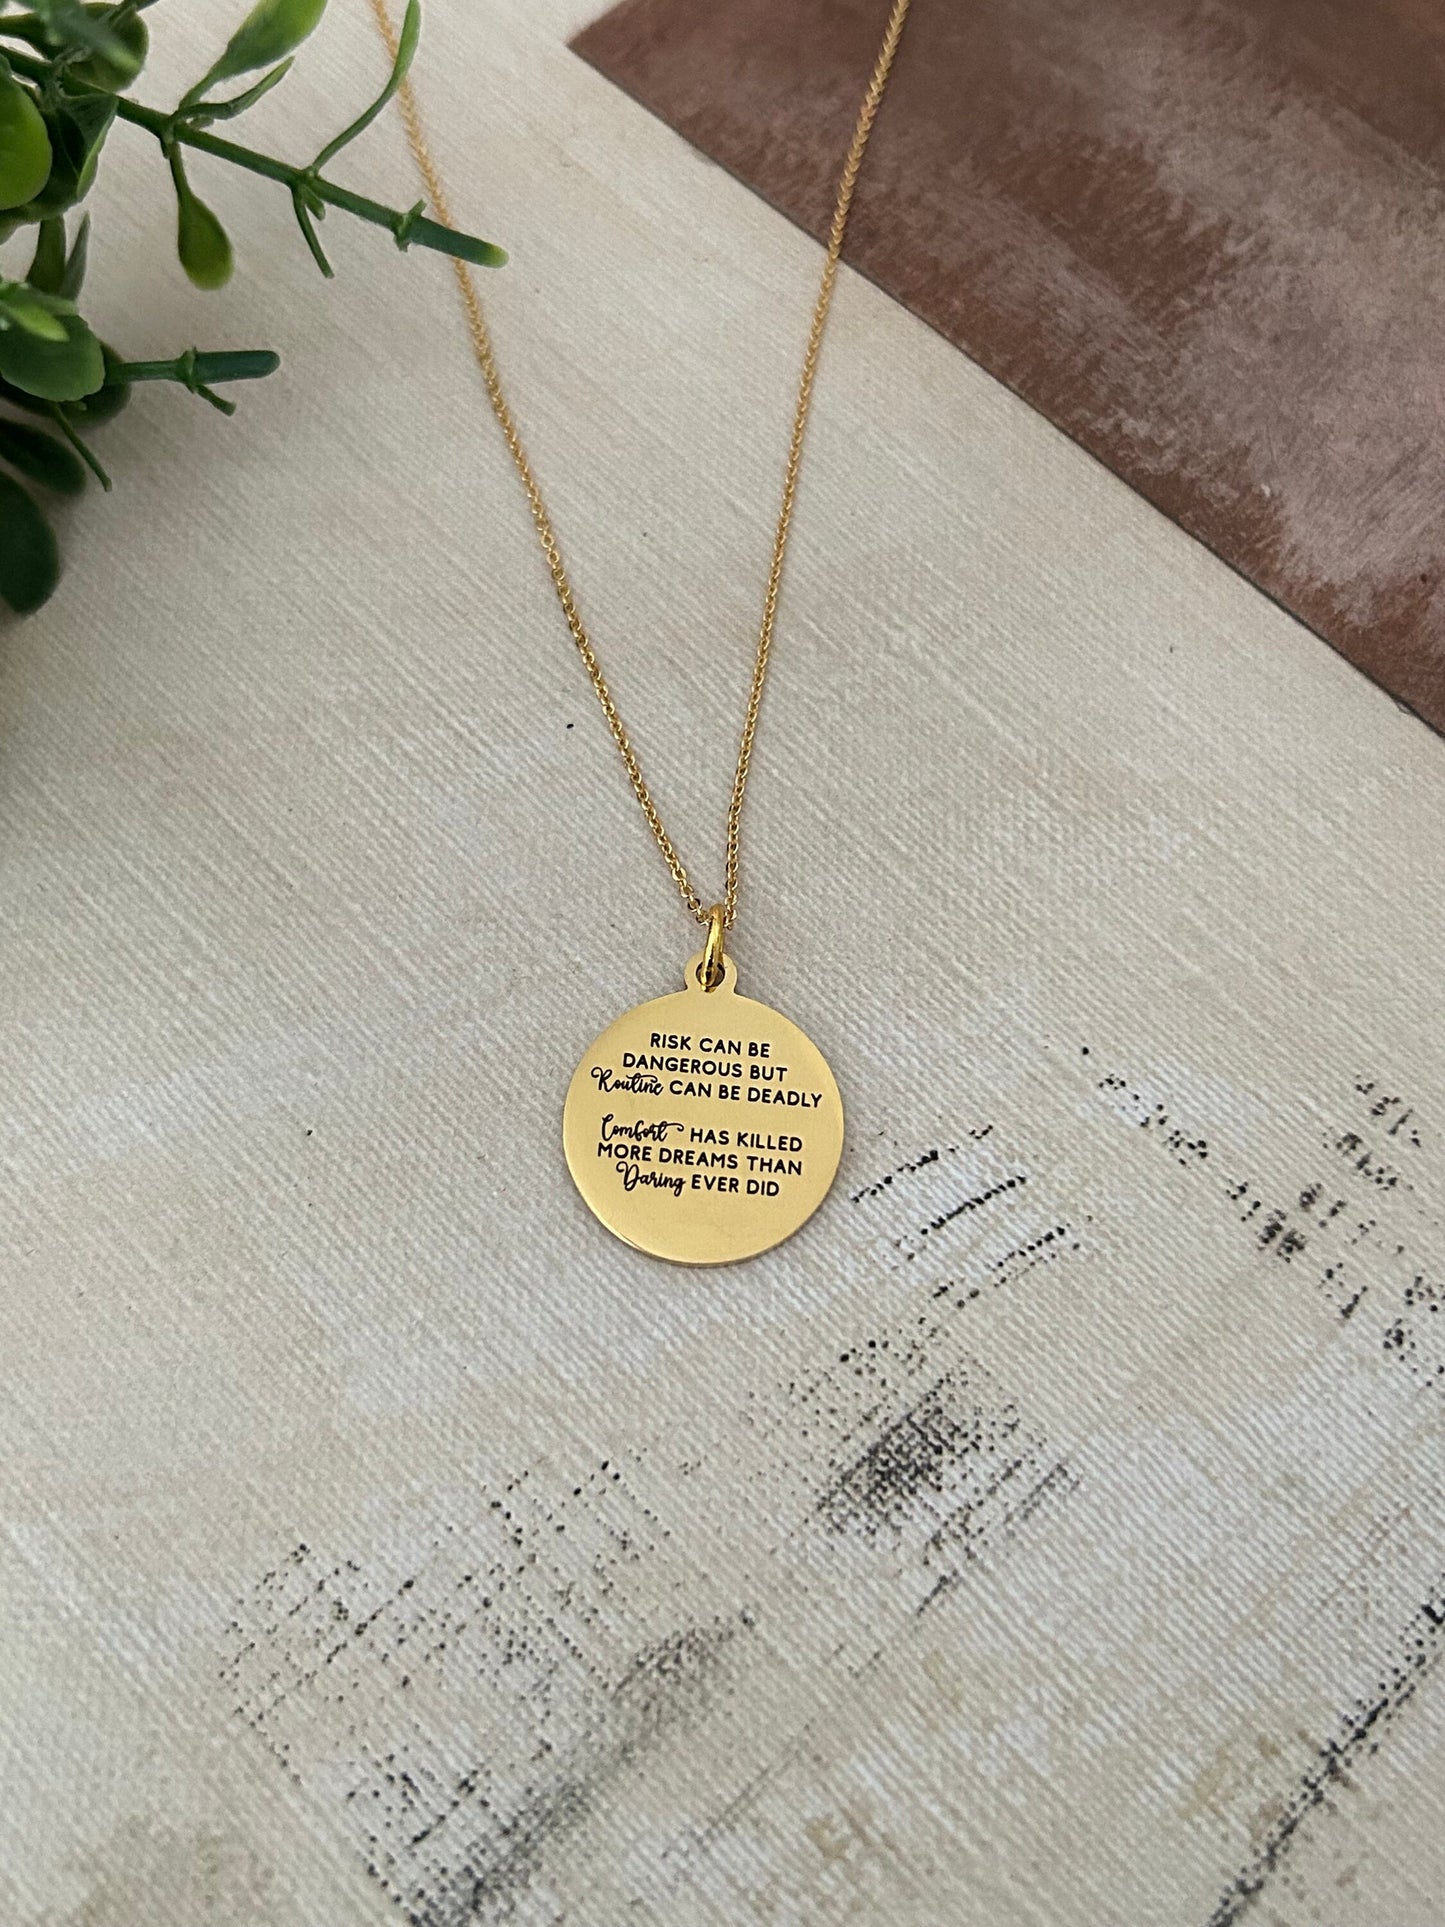 RISK CAN BE
DANGEROUS BUT
Routine CAN BE DEADLY
Comfort HAS KILLED
MORE DREAMS THAN
Daring EVER DID